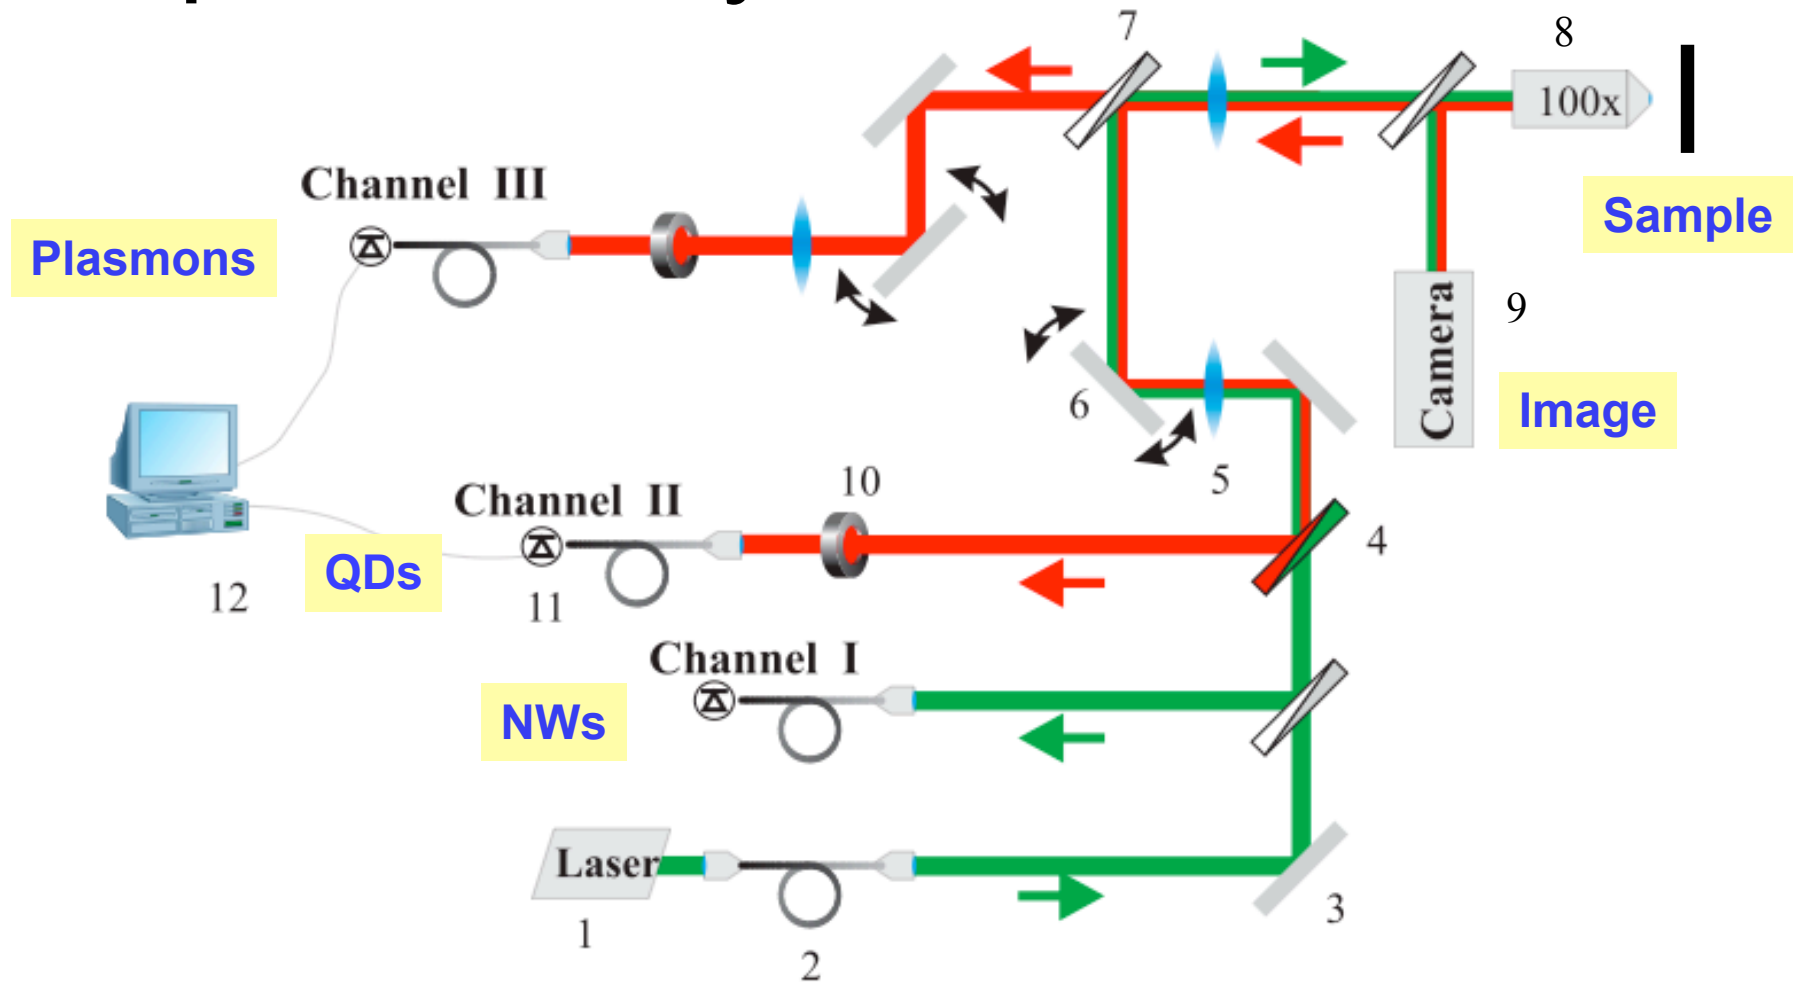 7
8
100x
Channel III
Sample
Plasmons
9
Camera
Image
6
5
10
Channel II
4
QDs
12
11
Channel I
NWs
Laser
3
1
2